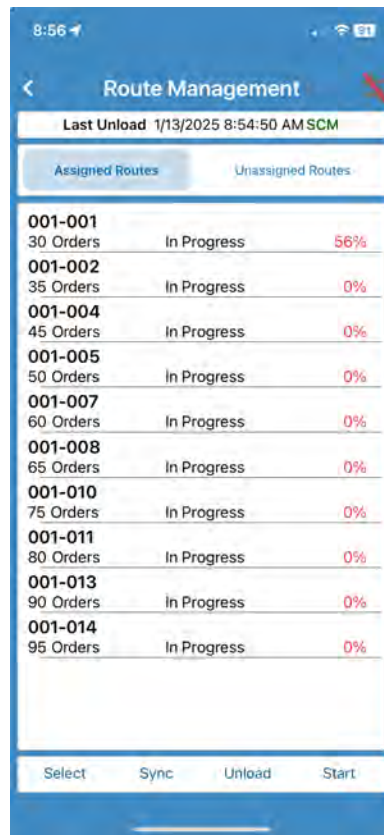 8:56
91
Route Management
Last Unload 1/13/2025 8:54:50 AM SCM
Assigned Routes Unassigned Routes
001-001
30 Orders In Progress 56%
001-002
35 Orders In Progress 0%
001-004
45 Orders In Progress 0%
001-005
50 Orders In Progress 0%
001-007
60 Orders In Progress 0%
001-008
65 Orders In Progress 0%
001-010
75 Orders In Progress 0%
001-011
80 Orders In Progress 0%
001-013
90 Orders In Progress 0%
001-014
95 Orders In Progress 0%
Select Sync Unload Start